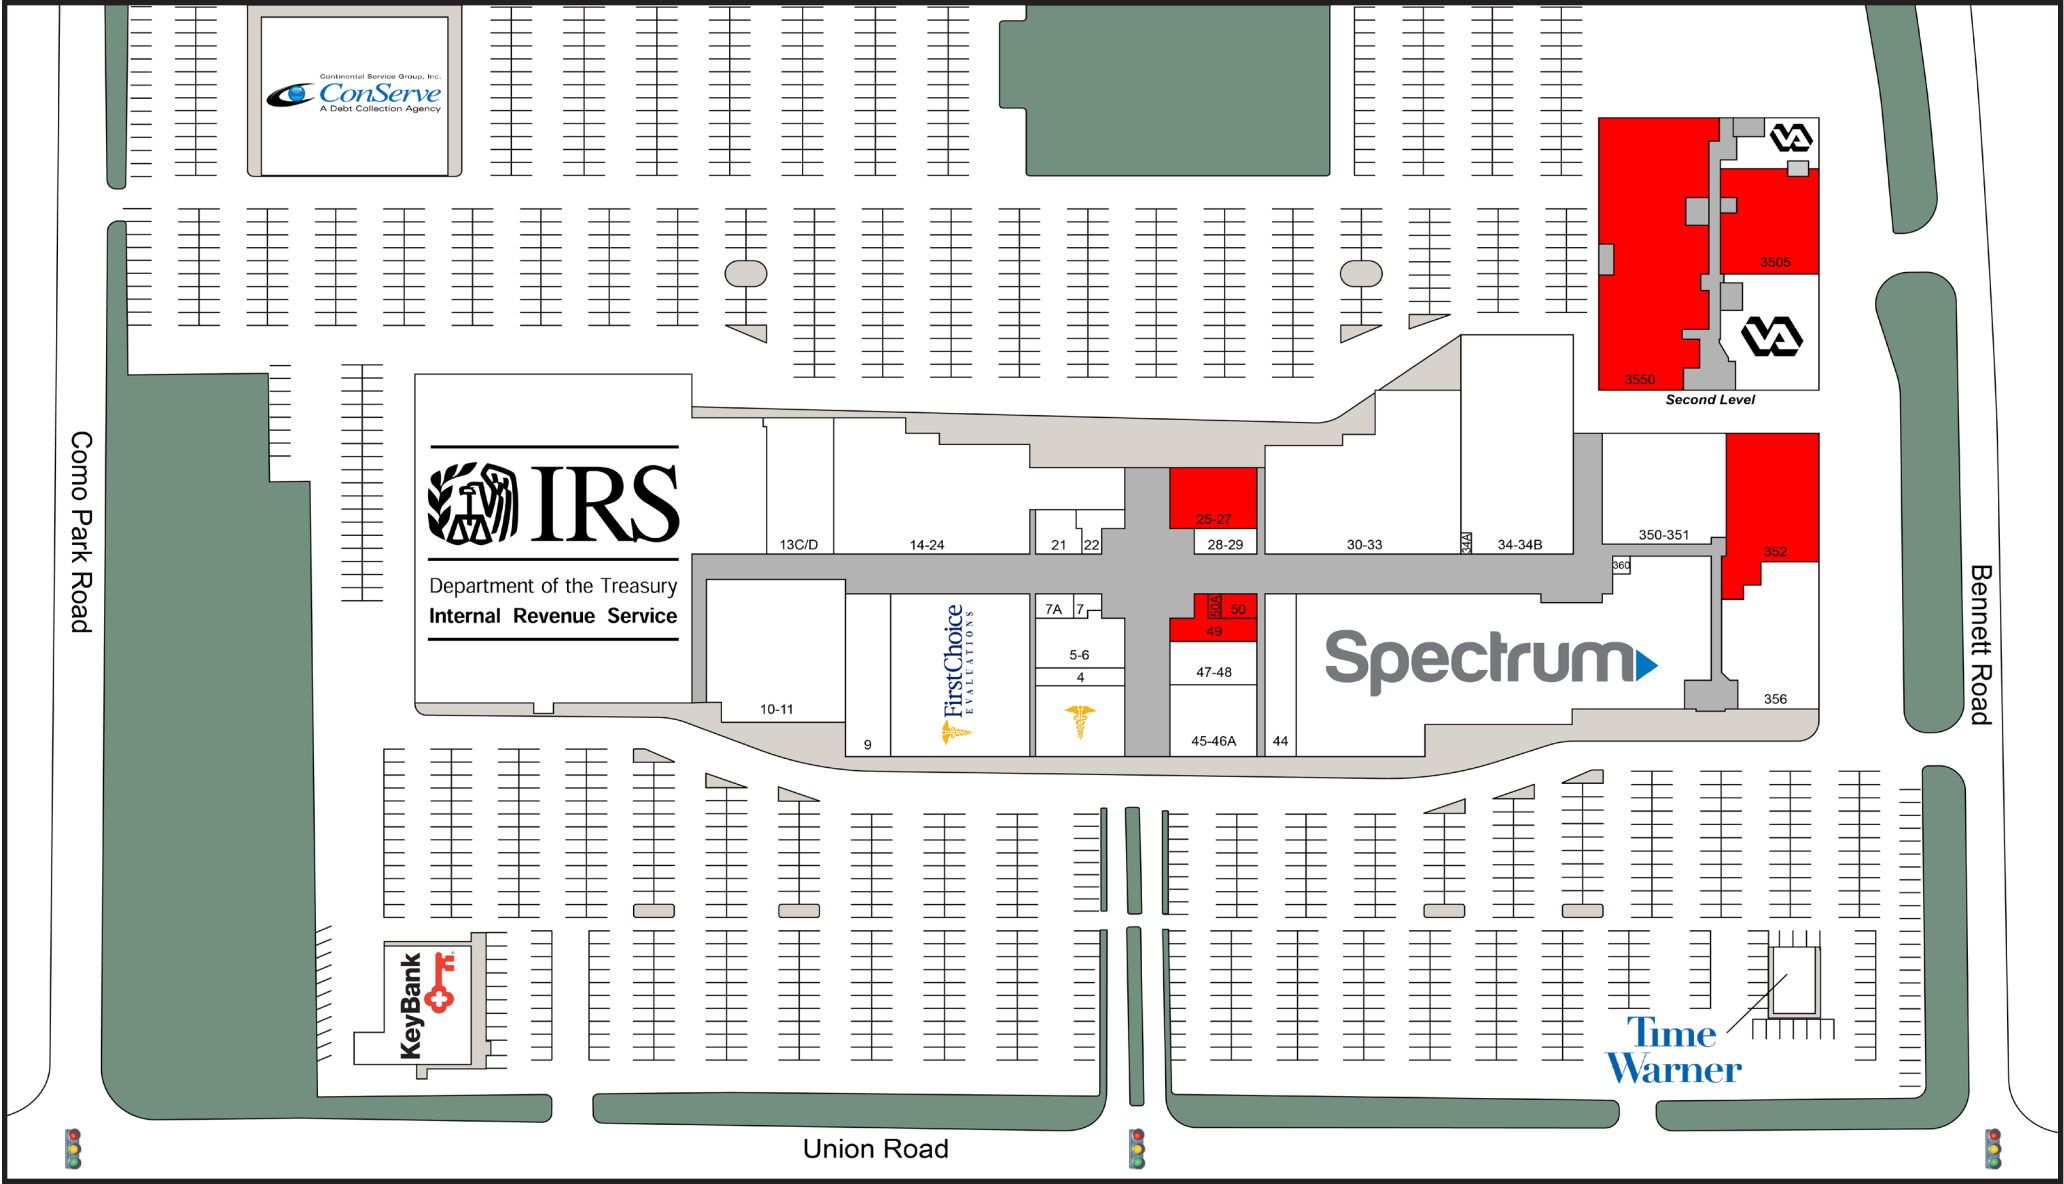 Continental Service Group, Inc.
ConServe
A Debt Collection Agency
VA
3505
VA
3550
Second Level
Como Park Road
IRS
Department of the Treasury
Internal Revenue Service
13C/D
14-24
21
22
25-27
28-29
30-33
34A
34-34B
350-351
352
360
10-11
9
FirstChoice
EVALUATIONS
7A
7
5-6
4
50A
50
49
47-48
45-46A
44
Spectrum
356
Bennett Road
KeyBank
Time
Warner
Union Road